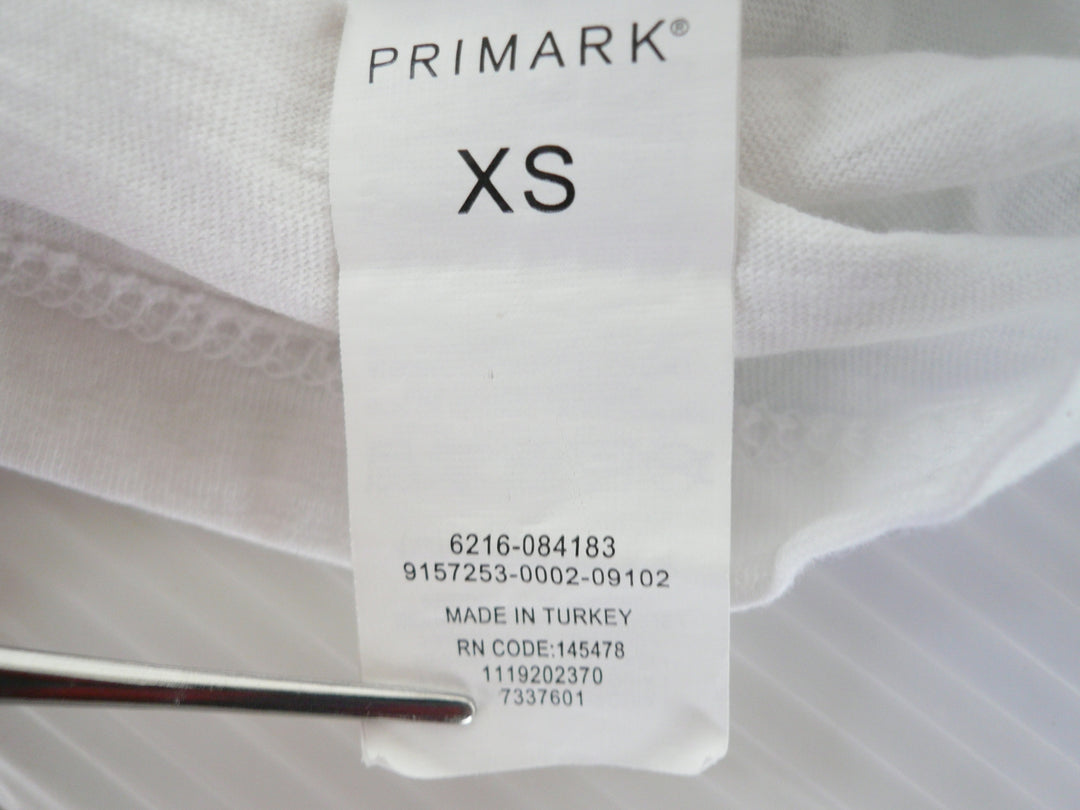 PRIMARK®
XS
6216-084183
9157253-0002-09102
MADE IN TURKEY
RN CODE:145478
1119202370
7337601